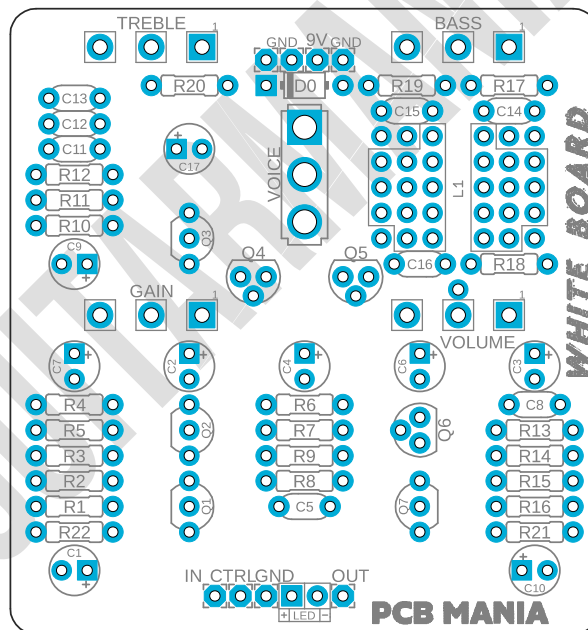 TREBLE
1
GND 9V GND
BASS
1
R20
D0
R19
R17
C13
C15
C14
C12
C11
+
C17
VOICE
L1
R12
R11
R10
Q3
C9
+
Q4
Q5
C16
R18
GAIN
1
1
VOLUME
WHITE BOARD
C7
+
C2
+
C4
+
C6
+
C3
+
R4
R6
C8
R5
Q2
R7
Q6
R13
R3
R9
R14
R2
R8
R15
R1
Q1
C5
Q7
R16
R22
R21
C1
+
+
C10
IN CTRL GND OUT
+ LED -
PCB MANIA
GUITARMANIA